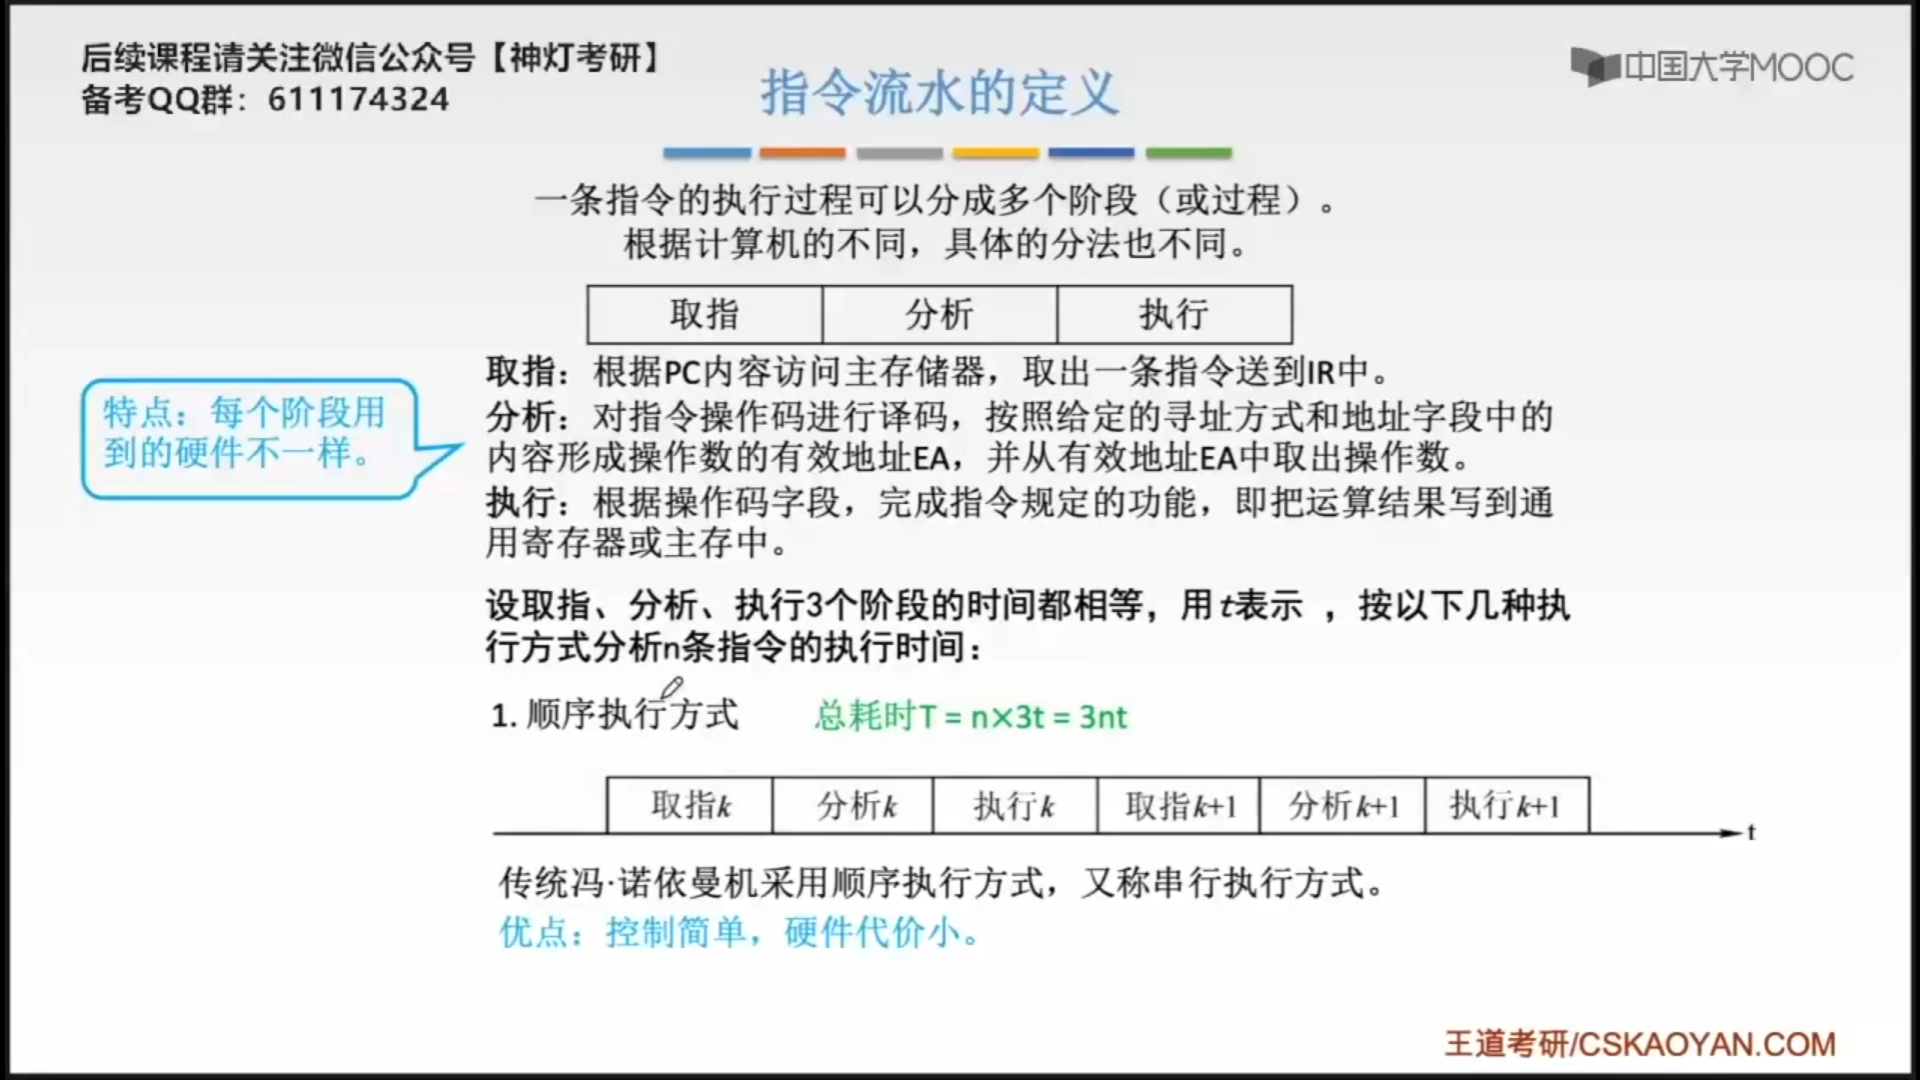 后续课程请关注微信公众号【神灯考研】
备考QQ群：611174324
中国大学MOOC
指令流水的定义
一条指令的执行过程可以分成多个阶段（或过程）。
根据计算机的不同，具体的分法也不同。
取指 分析 执行
取指：根据PC内容访问主存储器，取出一条指令送到IR中。
分析：对指令操作码进行译码，按照给定的寻址方式和地址字段中的
内容形成操作数的有效地址EA，并从有效地址EA中取出操作数。
执行：根据操作码字段，完成指令规定的功能，即把运算结果写到通
用寄存器或主存中。
特点：每个阶段用
到的硬件不一样。
设取指、分析、执行3个阶段的时间都相等，用t表示 ，按以下几种执
行方式分析n条指令的执行时间：
1. 顺序执行方式 总耗时T = n×3t = 3nt
取指k 分析k 执行k 取指k+1 分析k+1 执行k+1
t
传统冯·诺依曼机采用顺序执行方式，又称串行执行方式。
优点：控制简单，硬件代价小。
王道考研/CSKAOYAN.COM